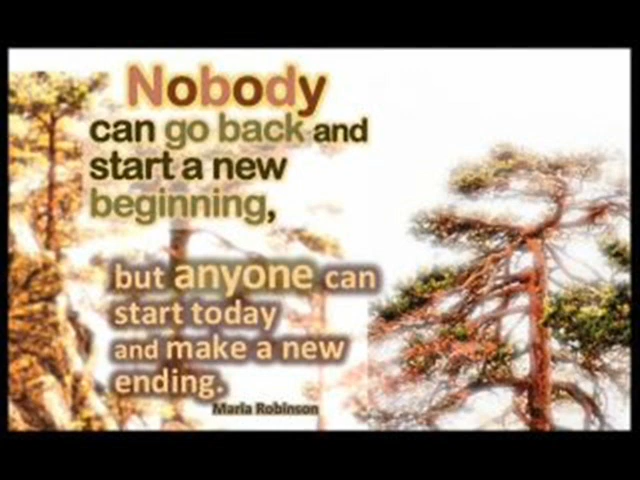 Nobody
can go back and
start a new
beginning,
but anyone can
start today
and make a new
ending.
Maria Robinson